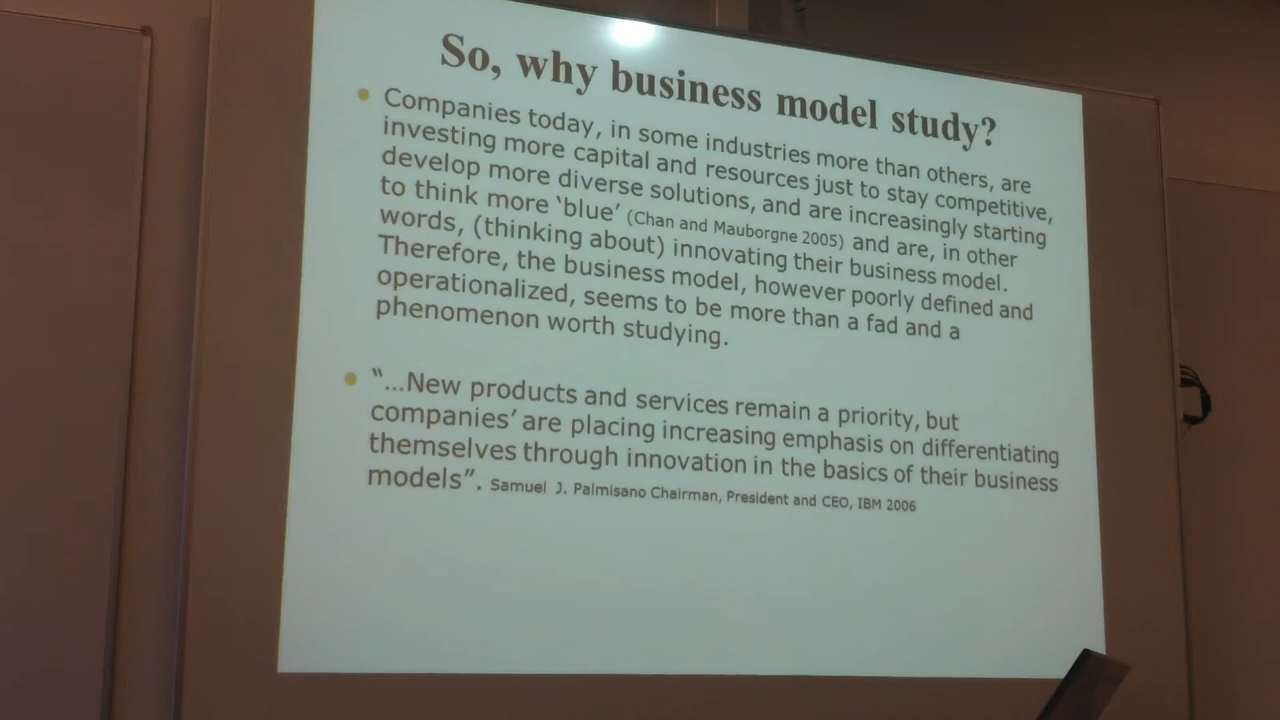 So, why business model study?
Companies today, in some industries more than others, are
investing more capital and resources just to stay competitive,
develop more diverse solutions, and are increasingly starting
to think more ‘blue’ (Chan and Mauborgne 2005) and are, in other
words, (thinking about) innovating their business model.
Therefore, the business model, however poorly defined and
operationalized, seems to be more than a fad and a
phenomenon worth studying.
“…New products and services remain a priority, but
companies’ are placing increasing emphasis on differentiating
themselves through innovation in the basics of their business
models”. Samuel J. Palmisano Chairman, President and CEO, IBM 2006